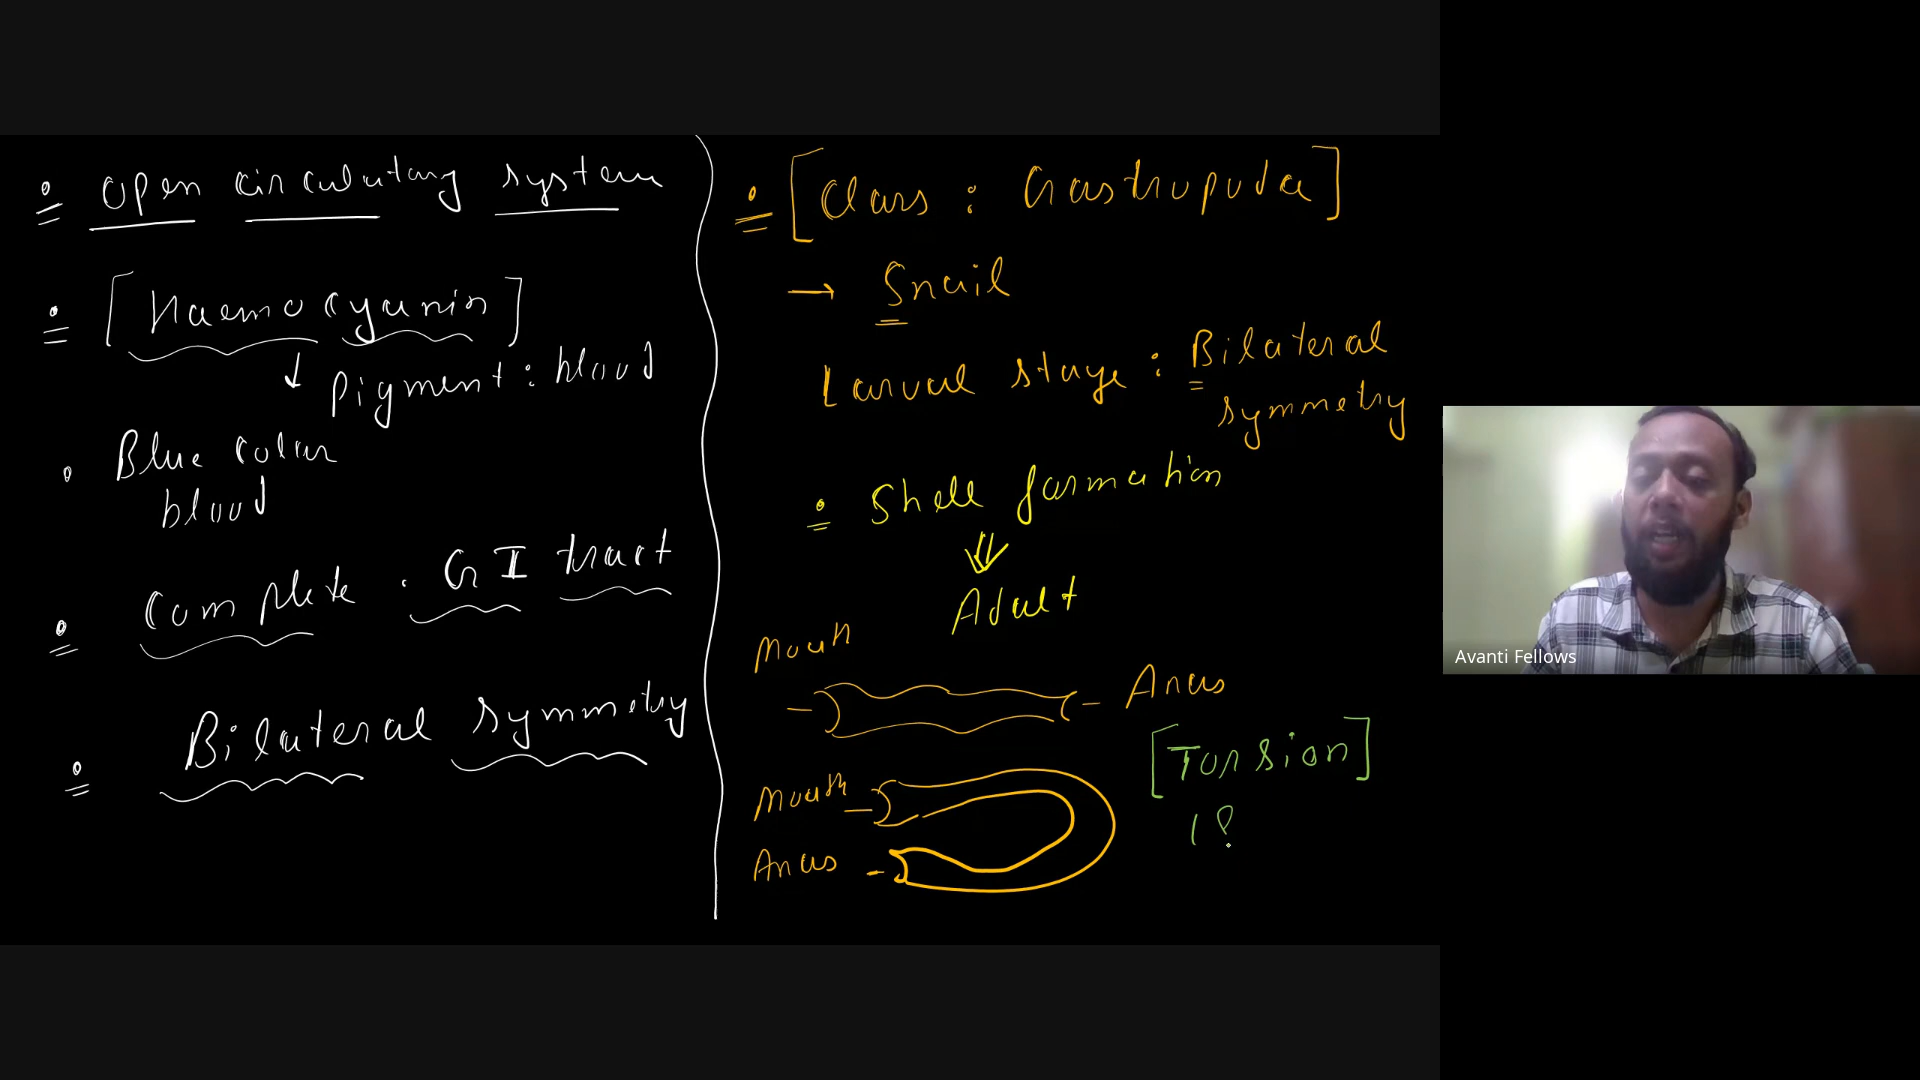 Open circulatory system
[Haemocyanin]
Pigment : blood
Blue colour
blood
Complete . GI tract
Bilateral symmetry
[Class : Gastropoda]
→ Snail
Larval stage : Bilateral
symmetry
Shell formation
Adult
Mouth
Anus
[Torsion]
Mouth
18
Anus
Avanti Fellows